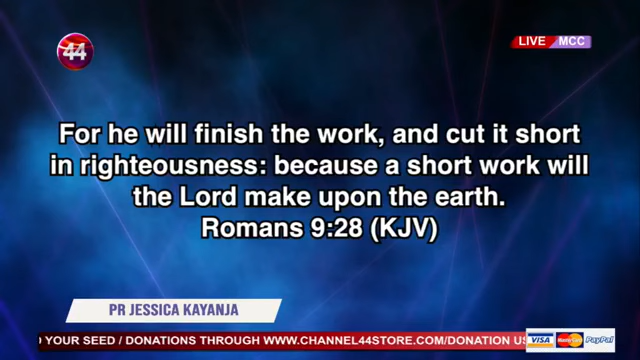 44
LIVE MCC
For he will finish the work, and cut it short
in righteousness: because a short work will
the Lord make upon the earth.
Romans 9:28 (KJV)
PR JESSICA KAYANJA
YOUR SEED / DONATIONS THROUGH WWW.CHANNEL44STORE.COM/DONATION US
VISA MasterCard PayPal